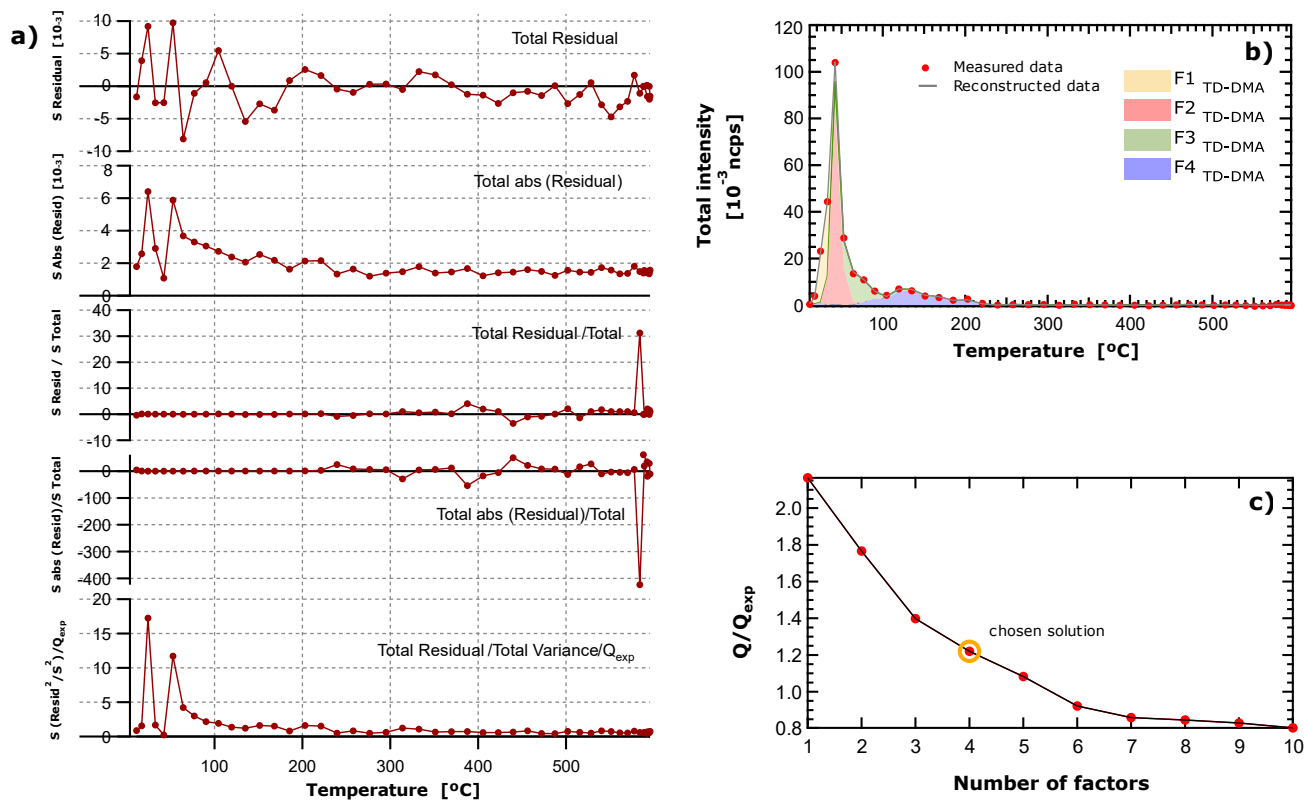 a)
S Residual [10-3]
10
5
0
-5
-10
Total Residual
S Abs (Resid) [10-3]
8
6
4
2
0
Total abs (Residual)
S Resid / S Total
40
30
20
10
0
-10
Total Residual /Total
S abs (Resid)/S Total
0
-100
-200
-300
-400
Total abs (Residual)/Total
S (Resid²/S²)/Qexp
20
15
10
5
0
Total Residual /Total Variance/Qexp
100
200
300
400
500
Temperature [ºC]
b)
Total intensity
[10⁻³ ncps]
120
100
80
60
40
20
0
Measured data
Reconstructed data
F1 TD-DMA
F2 TD-DMA
F3 TD-DMA
F4 TD-DMA
100
200
300
400
500
Temperature [ºC]
c)
Q/Qexp
2.2
2.0
1.8
1.6
1.4
1.2
1.0
0.8
chosen solution
1
2
3
4
5
6
7
8
9
10
Number of factors